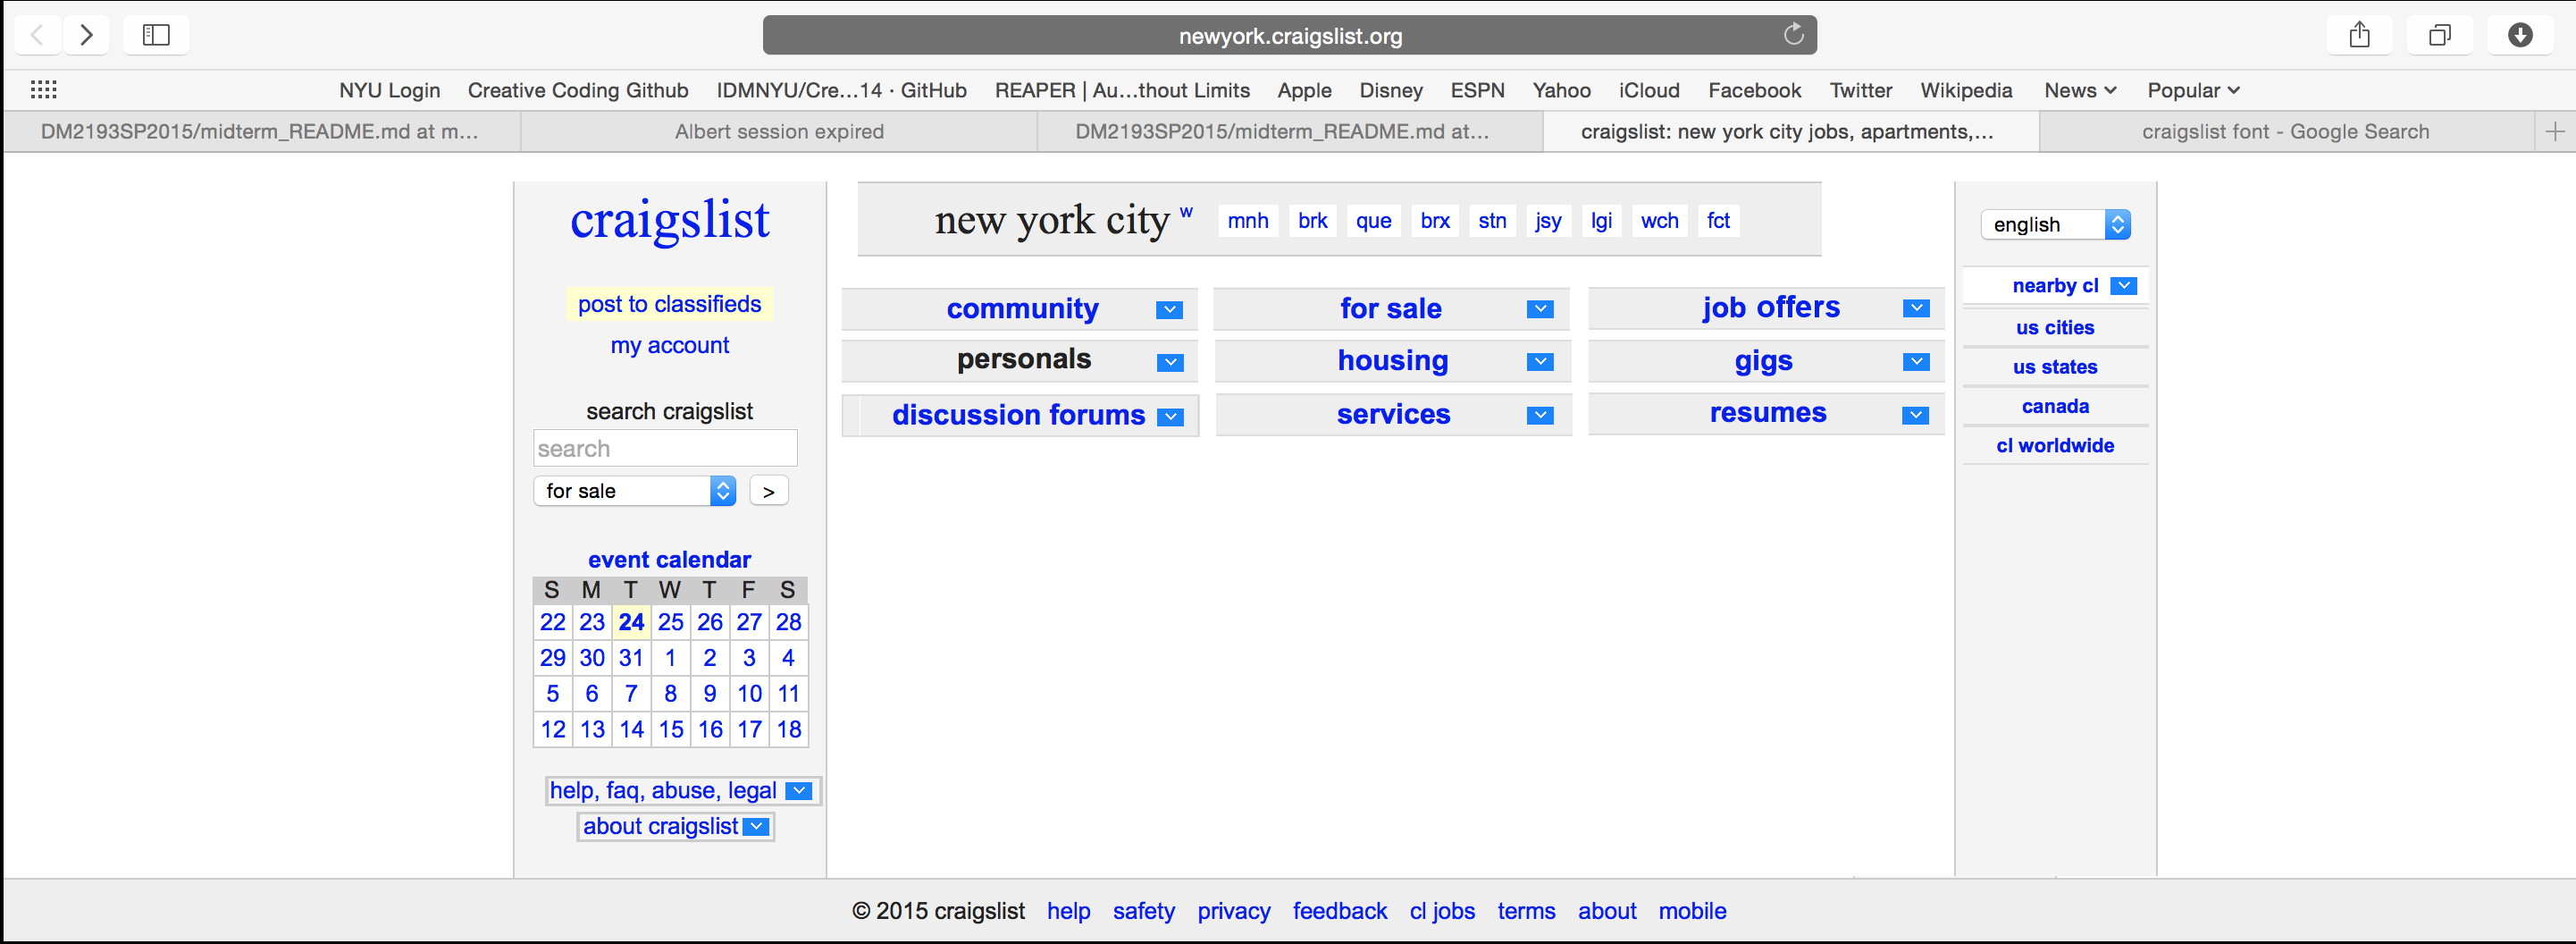 newyork.craigslist.org
NYU Login Creative Coding Github IDMNYU/Cre...14 · GitHub REAPER | Au...thout Limits Apple Disney ESPN Yahoo iCloud Facebook Twitter Wikipedia News Popular
DM2193SP2015/midterm_README.md at m... Albert session expired DM2193SP2015/midterm_README.md at... craigslist: new york city jobs, apartments,... craigslist font - Google Search
craigslist
post to classifieds
my account
search craigslist
search
for sale >
event calendar
S M T W T F S
22 23 24 25 26 27 28
29 30 31 1 2 3 4
5 6 7 8 9 10 11
12 13 14 15 16 17 18
help, faq, abuse, legal
about craigslist
new york city w mnh brk que brx stn jsy lgi wch fct
community for sale job offers
personals housing gigs
discussion forums services resumes
english
nearby cl
us cities
us states
canada
cl worldwide
© 2015 craigslist help safety privacy feedback cl jobs terms about mobile